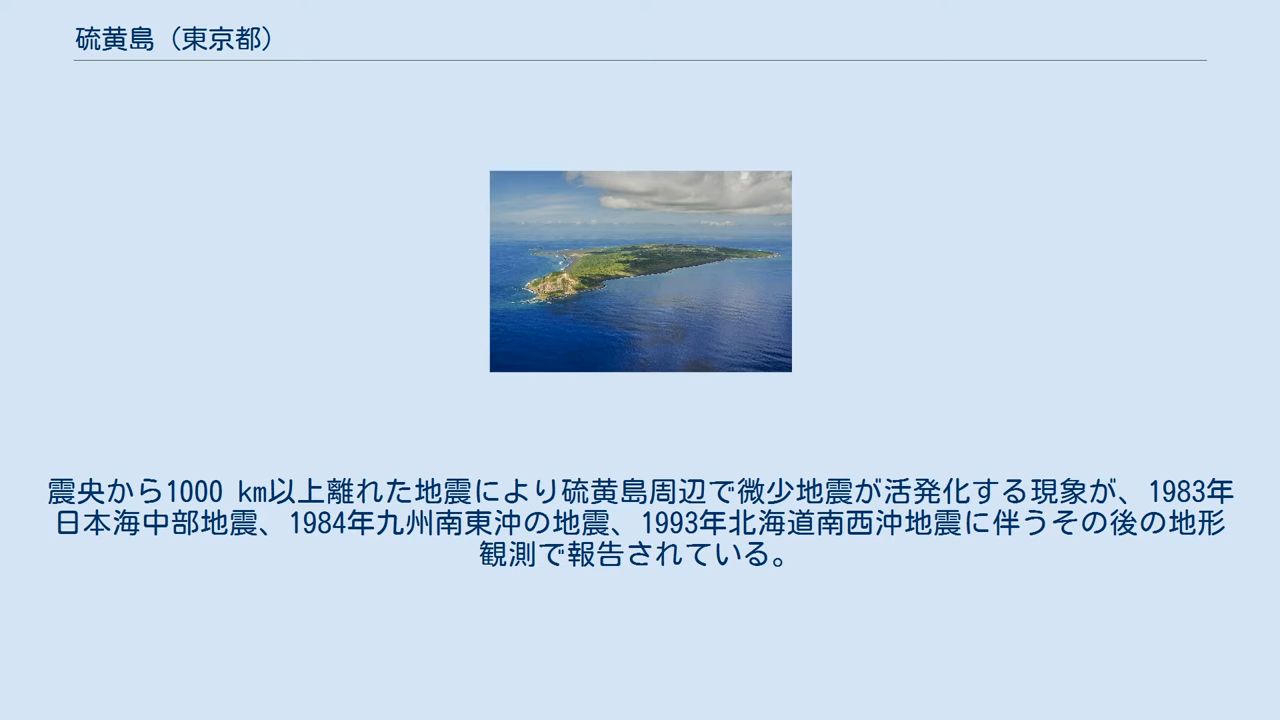 硫黄島（東京都）
震央から1000 km以上離れた地震により硫黄島周辺で微少地震が活発化する現象が、1983年
日本海中部地震、1984年九州南東沖の地震、1993年北海道南西沖地震に伴うその後の地形
観測で報告されている。